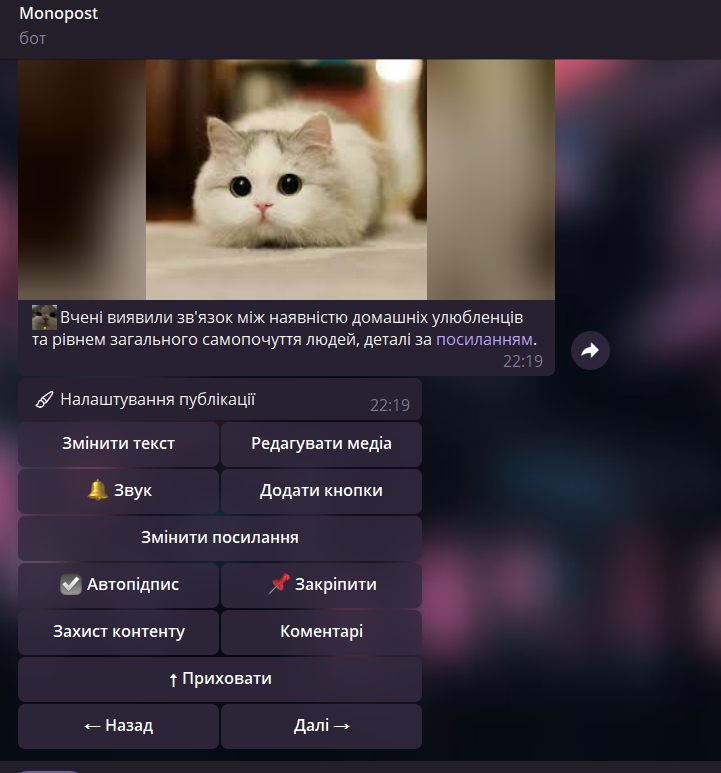 Monopost
бот
Вчені виявили зв'язок між наявністю домашніх улюбленців
та рівнем загального самопочуття людей, деталі за посиланням.
22:19
Налаштування публікації
22:19
Змінити текст
Редагувати медіа
Звук
Додати кнопки
Змінити посилання
Автопідпис
Закріпити
Захист контенту
Коментарі
↑ Приховати
← Назад
Далі →